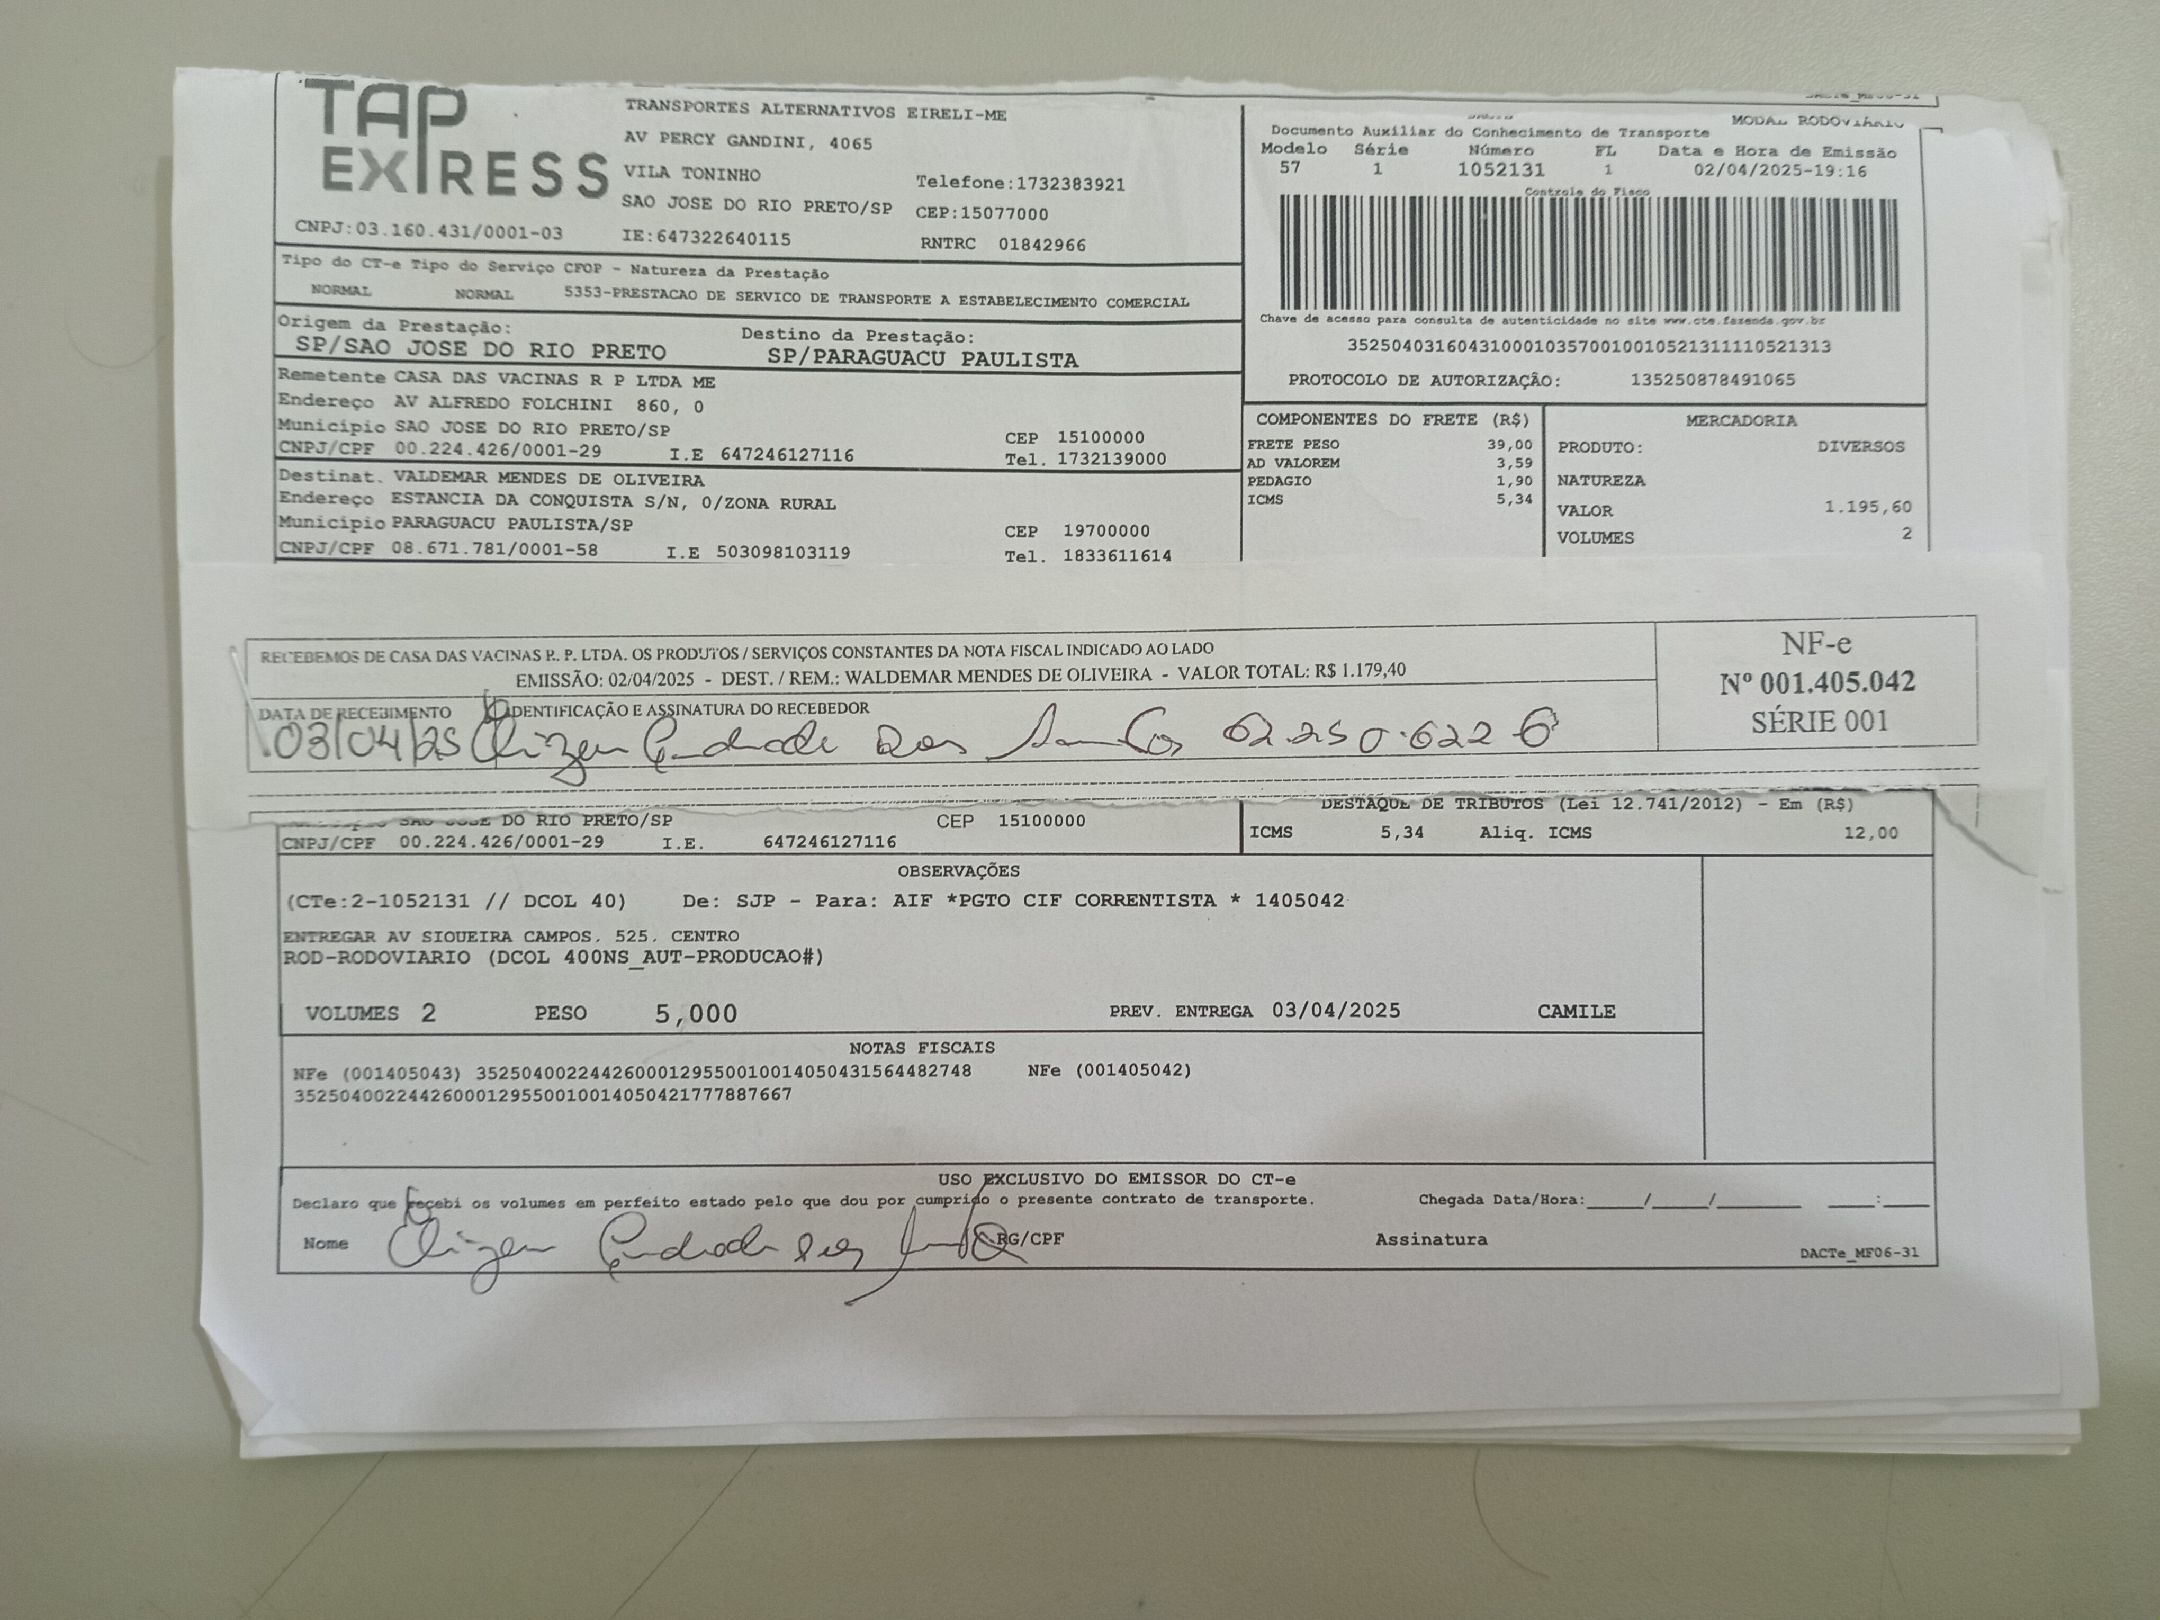 TAP
EXPRESS
TRANSPORTES ALTERNATIVOS EIRELI-ME
AV PERCY GANDINI, 4065
VILA TONINHO
Telefone:1732383921
SAO JOSE DO RIO PRETO/SP CEP:15077000
CNPJ:03.160.431/0001-03 IE:647322640115 RNTRC 01842966
MODAL RODOVIÁRIO
Documento Auxiliar do Conhecimento de Transporte
Modelo Série Número FL Data e Hora de Emissão
57 1 1052131 1 02/04/2025-19:16
Controle do Fisco
Chave de acesso para consulta de autenticidade no site www.cte.fazenda.gov.br
35250403160431000103570010010521311110521313
PROTOCOLO DE AUTORIZAÇÃO: 135250878491065
Tipo do CT-e Tipo do Serviço CFOP - Natureza da Prestação
NORMAL NORMAL 5353-PRESTACAO DE SERVICO DE TRANSPORTE A ESTABELECIMENTO COMERCIAL
Origem da Prestação: Destino da Prestação:
SP/SAO JOSE DO RIO PRETO SP/PARAGUACU PAULISTA
Remetente CASA DAS VACINAS R P LTDA ME
Endereço AV ALFREDO FOLCHINI 860, 0
Município SAO JOSE DO RIO PRETO/SP CEP 15100000
CNPJ/CPF 00.224.426/0001-29 I.E 647246127116 Tel. 1732139000
Destinat. VALDEMAR MENDES DE OLIVEIRA
Endereço ESTANCIA DA CONQUISTA S/N, 0/ZONA RURAL
Município PARAGUACU PAULISTA/SP CEP 19700000
CNPJ/CPF 08.671.781/0001-58 I.E 503098103119 Tel. 1833611614
COMPONENTES DO FRETE (R$)
FRETE PESO 39,00
AD VALOREM 3,59
PEDAGIO 1,90
ICMS 5,34
MERCADORIA
PRODUTO: DIVERSOS
NATUREZA
VALOR 1.195,60
VOLUMES 2
RECEBEMOS DE CASA DAS VACINAS R. P. LTDA. OS PRODUTOS / SERVIÇOS CONSTANTES DA NOTA FISCAL INDICADO AO LADO
EMISSÃO: 02/04/2025 - DEST. / REM.: WALDEMAR MENDES DE OLIVEIRA - VALOR TOTAL: R$ 1.179,40
DATA DE RECEBIMENTO IDENTIFICAÇÃO E ASSINATURA DO RECEBEDOR
03/04/25
NF-e
Nº 001.405.042
SÉRIE 001
SAO JOSE DO RIO PRETO/SP CEP 15100000
CNPJ/CPF 00.224.426/0001-29 I.E. 647246127116
DESTAQUE DE TRIBUTOS (Lei 12.741/2012) - Em (R$)
ICMS 5,34 Aliq. ICMS 12,00
OBSERVAÇÕES
(CTe:2-1052131 // DCOL 40) De: SJP - Para: AIF *PGTO CIF CORRENTISTA * 1405042
ENTREGAR AV SIQUEIRA CAMPOS, 525, CENTRO
ROD-RODOVIARIO (DCOL 400NS_AUT-PRODUCAO#)
VOLUMES 2 PESO 5,000 PREV. ENTREGA 03/04/2025 CAMILE
NOTAS FISCAIS
NFe (001405043) 35250400224426000129550010014050431564482748 NFe (001405042)
35250400224426000129550010014050421777887667
USO EXCLUSIVO DO EMISSOR DO CT-e
Declaro que recebi os volumes em perfeito estado pelo que dou por cumprido o presente contrato de transporte. Chegada Data/Hora:____/____/______ ___:___
Nome RG/CPF Assinatura
DACTe_MF06-31